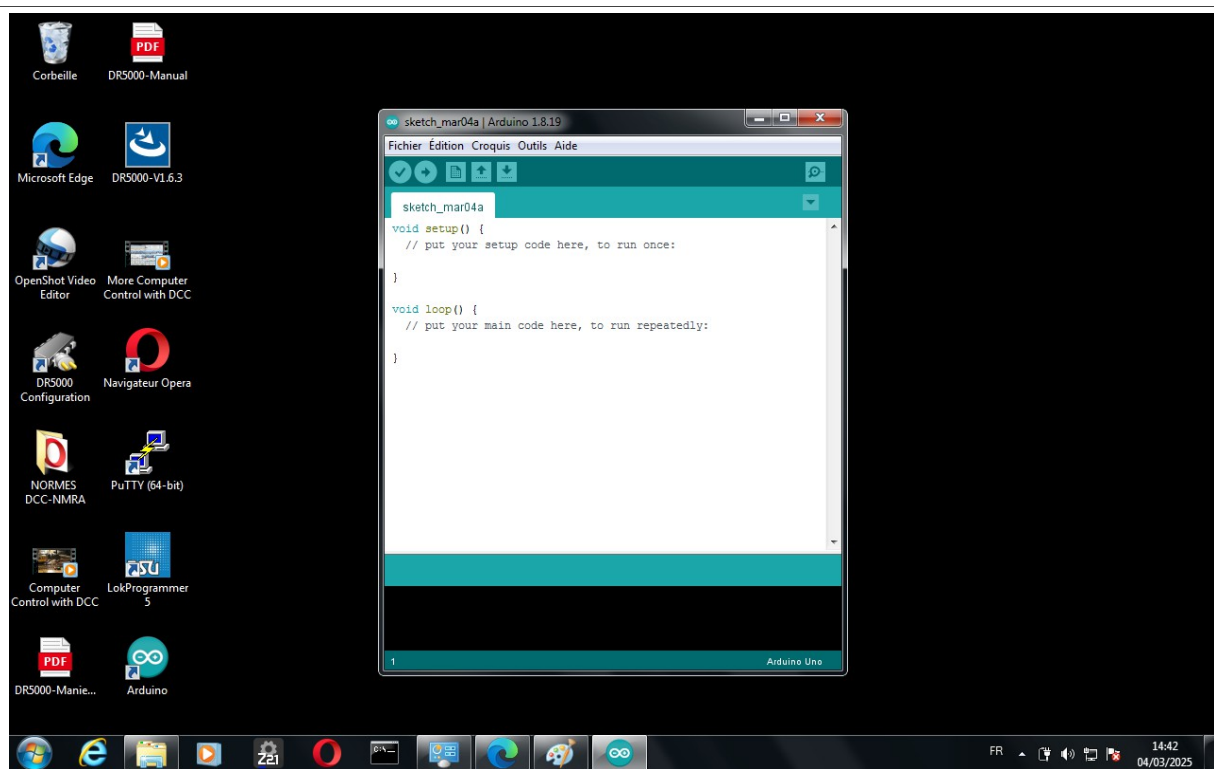 PDF
Corbeille
DR5000-Manual
Microsoft Edge
DR5000-V1.6.3
OpenShot Video
Editor
More Computer
Control with DCC
DR5000
Configuration
Navigateur Opera
NORMES
DCC-NMRA
PuTTY (64-bit)
Computer
Control with DCC
LokProgrammer
5
PDF
DR5000-Manie...
Arduino
sketch_mar04a | Arduino 1.8.19
Fichier Édition Croquis Outils Aide
sketch_mar04a
void setup() {
  // put your setup code here, to run once:
}
void loop() {
  // put your main code here, to run repeatedly:
}
1
Arduino Uno
Z21
C:\
FR
14:42
04/03/2025